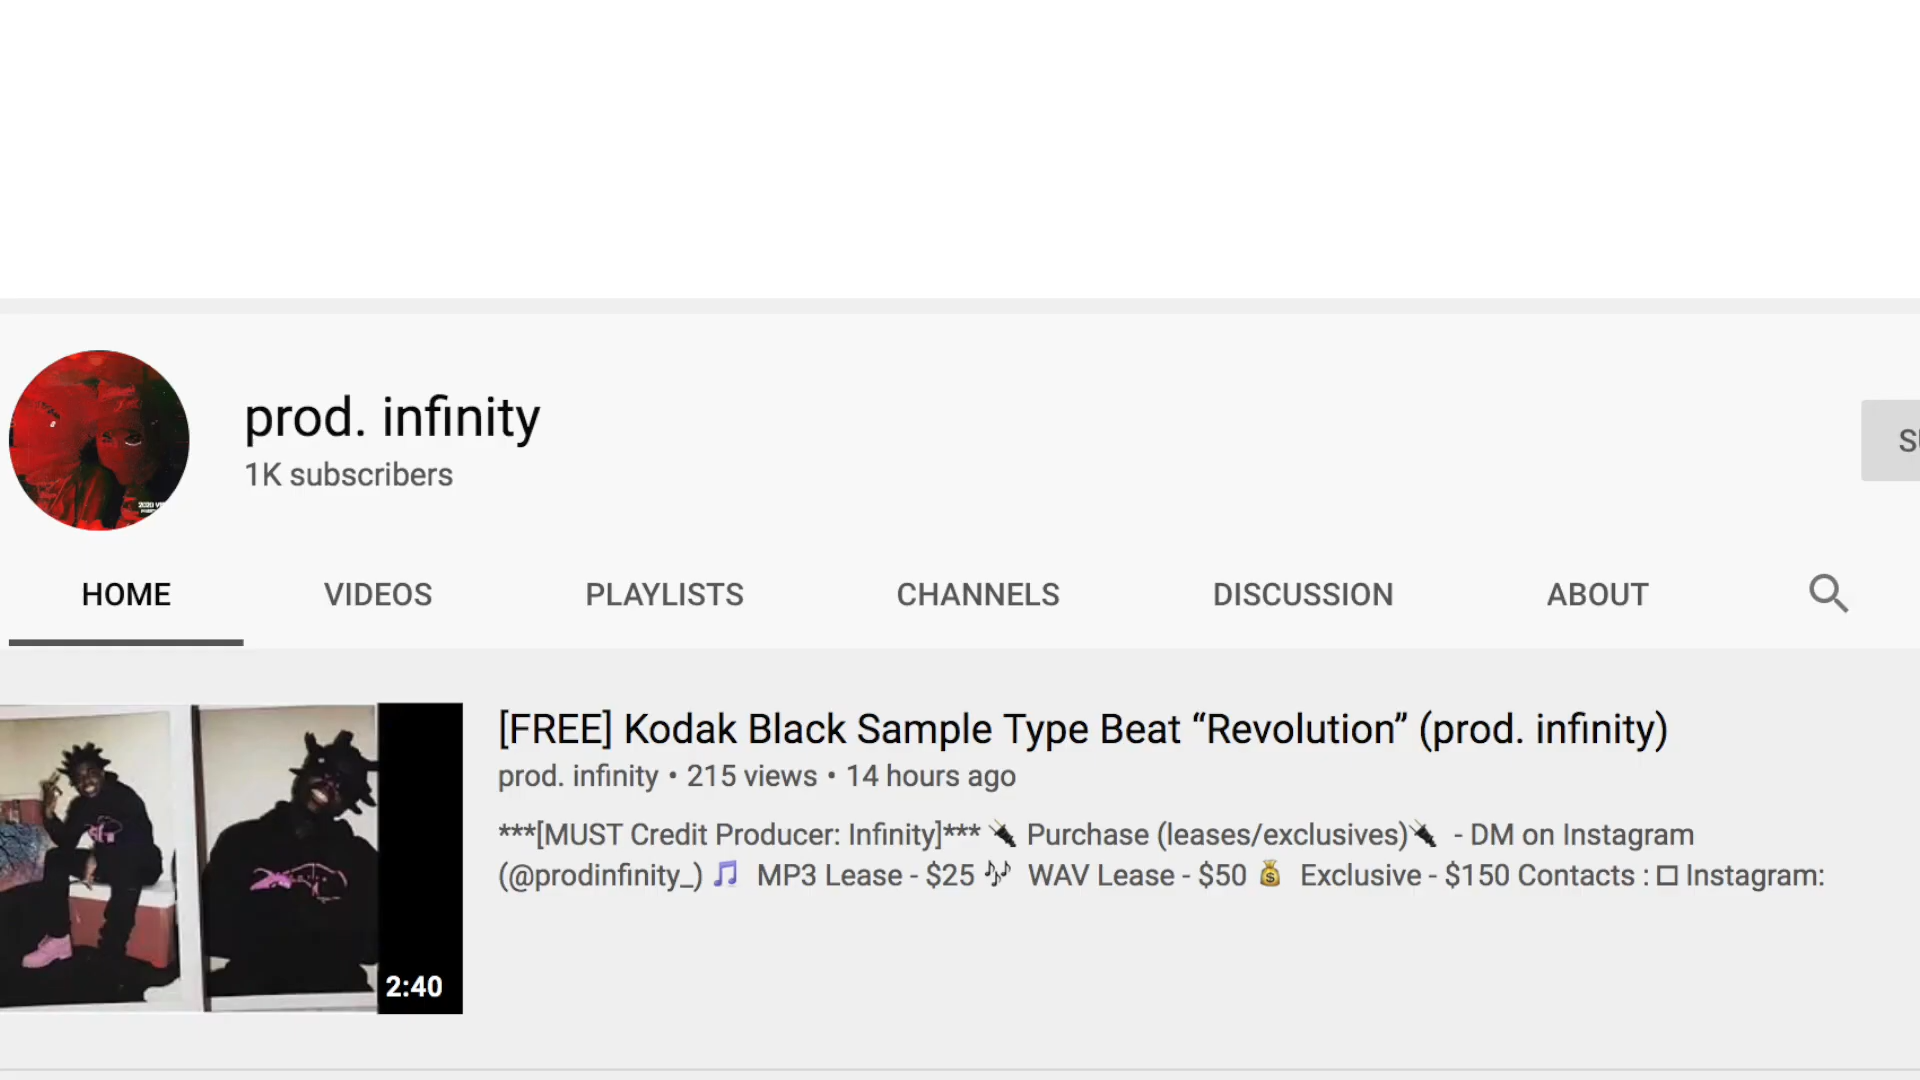 prod. infinity
1K subscribers
HOME VIDEOS PLAYLISTS CHANNELS DISCUSSION ABOUT
[FREE] Kodak Black Sample Type Beat “Revolution” (prod. infinity)
prod. infinity • 215 views • 14 hours ago
***[MUST Credit Producer: Infinity]*** 🔌 Purchase (leases/exclusives)🔌 - DM on Instagram
(@prodinfinity_) 🎵 MP3 Lease - $25 🎶 WAV Lease - $50 💰 Exclusive - $150 Contacts : □ Instagram:
2:40